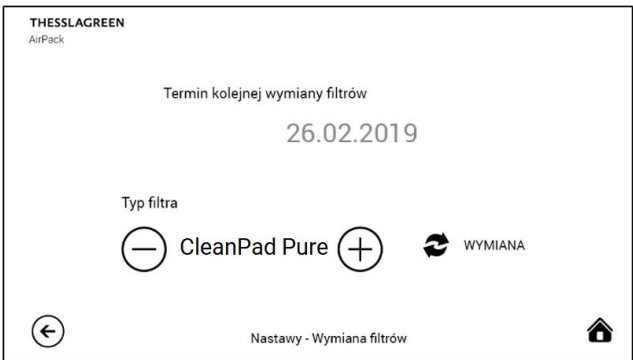 THESSLAGREEN
AirPack
Termin kolejnej wymiany filtrów
26.02.2019
Typ filtra
CleanPad Pure
WYMIANA
Nastawy - Wymiana filtrów